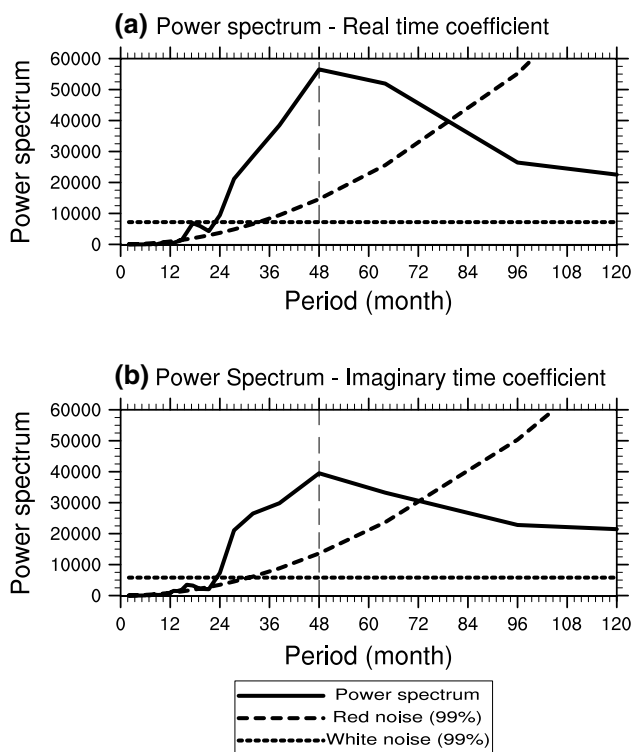 (a) Power spectrum - Real time coefficient
60000
50000
40000
30000
20000
10000
0
Power spectrum
0 12 24 36 48 60 72 84 96 108 120
Period (month)
(b) Power Spectrum - Imaginary time coefficient
60000
50000
40000
30000
20000
10000
0
Power spectrum
0 12 24 36 48 60 72 84 96 108 120
Period (month)
Power spectrum
Red noise (99%)
White noise (99%)